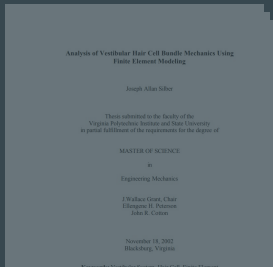 Analysis of Vestibular Hair Cell Bundle Mechanics Using
Finite Element Modeling
Joseph Allan Silber
Thesis submitted to the faculty of the
Virginia Polytechnic Institute and State University
in partial fulfillment of the requirements for the degree of
MASTER OF SCIENCE
in
Engineering Mechanics
J Wallace Grant, Chair
Ellengene H. Peterson
John R. Cotton
November 18, 2002
Blacksburg, Virginia